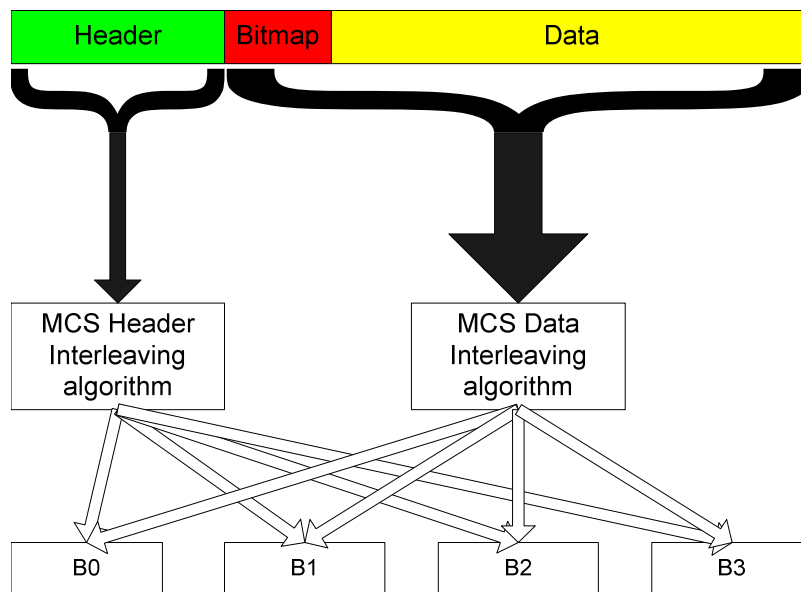 Header Bitmap Data
MCS Header
Interleaving
algorithm
MCS Data
Interleaving
algorithm
B0 B1 B2 B3